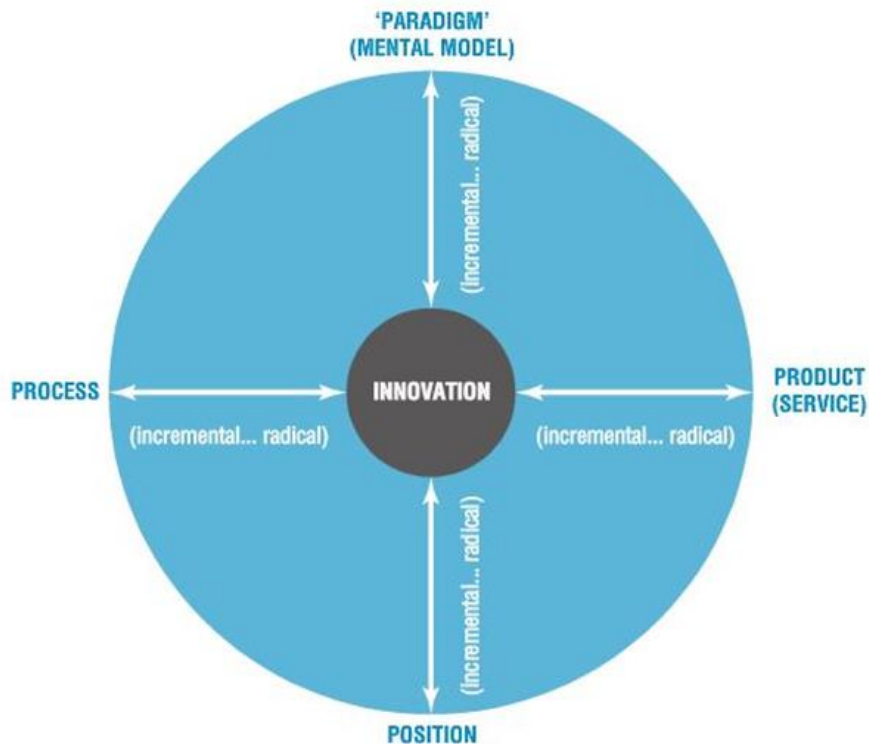 'PARADIGM'
(MENTAL MODEL)
(incremental... radical)
PROCESS
INNOVATION
PRODUCT
(SERVICE)
(incremental... radical)
(incremental... radical)
(incremental... radical)
POSITION